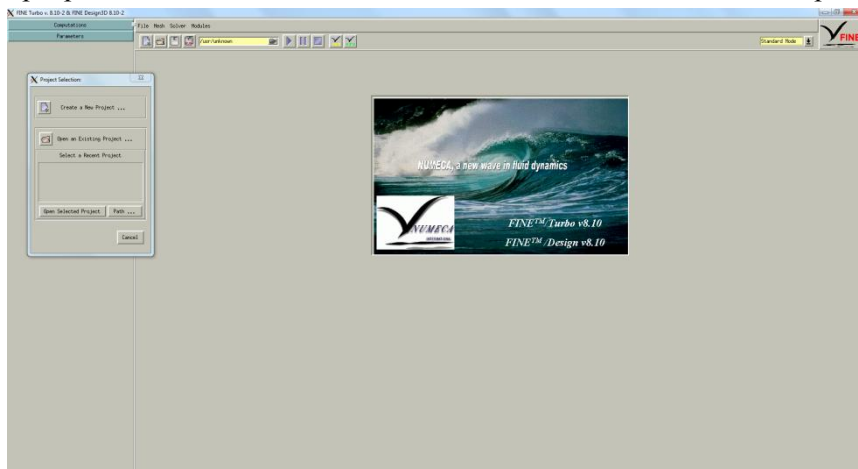 FINE Turbo v. 8.10-2 & FINE Design3D 8.10-2
Computations
File Mesh Solver Modules
Parameters
/usr/unknown
Standard Mode
FINE
Project Selection:
Create a New Project ...
Open an Existing Project ...
Select a Recent Project
Open Selected Project
Path ...
Cancel
NUMECA, a new wave in fluid dynamics
NUMECA
INTERNATIONAL
FINE™/Turbo v8.10
FINE™/Design v8.10